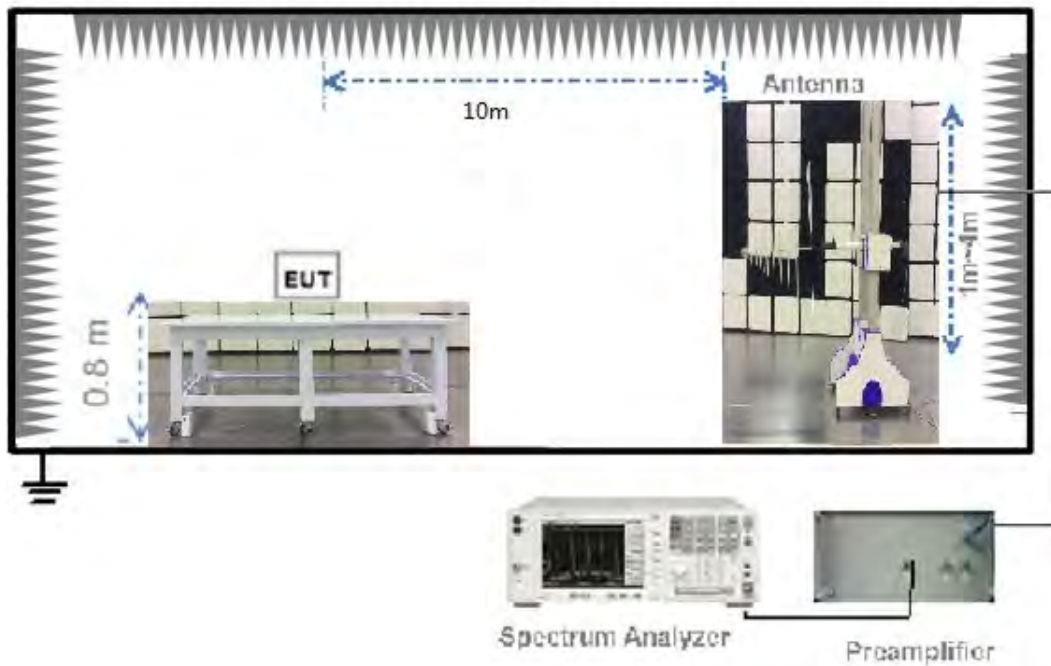 Antenna
10m
1m~4m
EUT
0.8 m
Spectrum Analyzer
Preamplifier